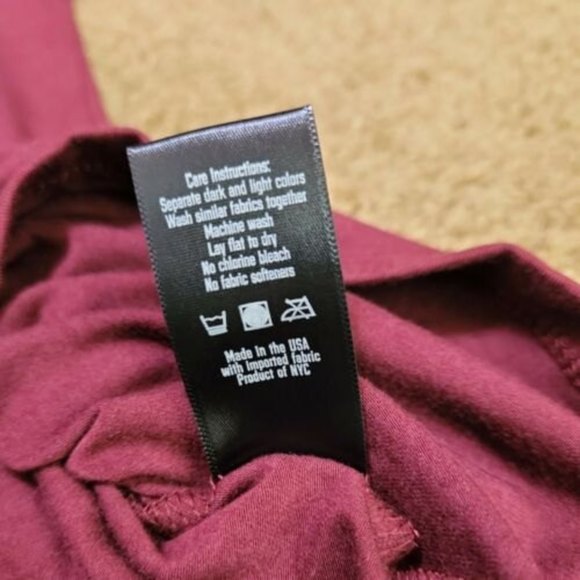 Care Instructions:
Separate dark and light colors
Wash similar fabrics together
Machine wash
Lay flat to dry
No chlorine bleach
No fabric softeners
Made in the USA
with imported fabric
Product of NYC